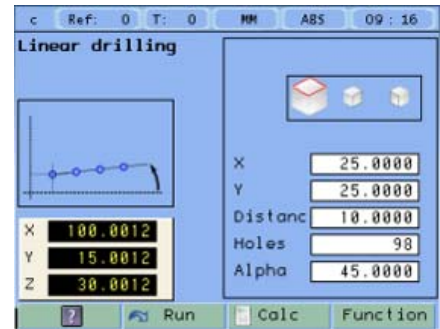 c Ref: 0 T: 0 MM ABS 09 : 16
Linear drilling
X 25.0000
Y 25.0000
Distanc 10.0000
Holes 98
Alpha 45.0000
X 100.0012
Y 15.0012
Z 30.0012
? Run Calc Function